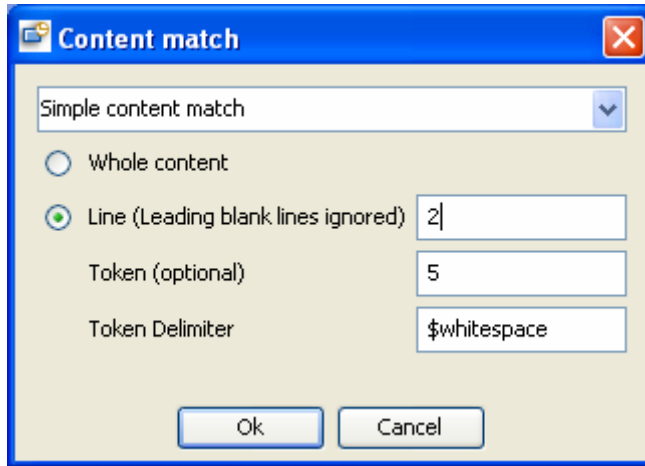 Content match
Simple content match
Whole content
Line (Leading blank lines ignored) 2
Token (optional) 5
Token Delimiter $whitespace
Ok Cancel